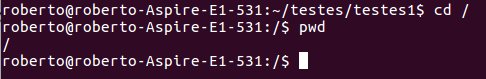 roberto@roberto-Aspire-E1-531:~/testes/testes1$ cd /
roberto@roberto-Aspire-E1-531:/$ pwd
/
roberto@roberto-Aspire-E1-531:/$